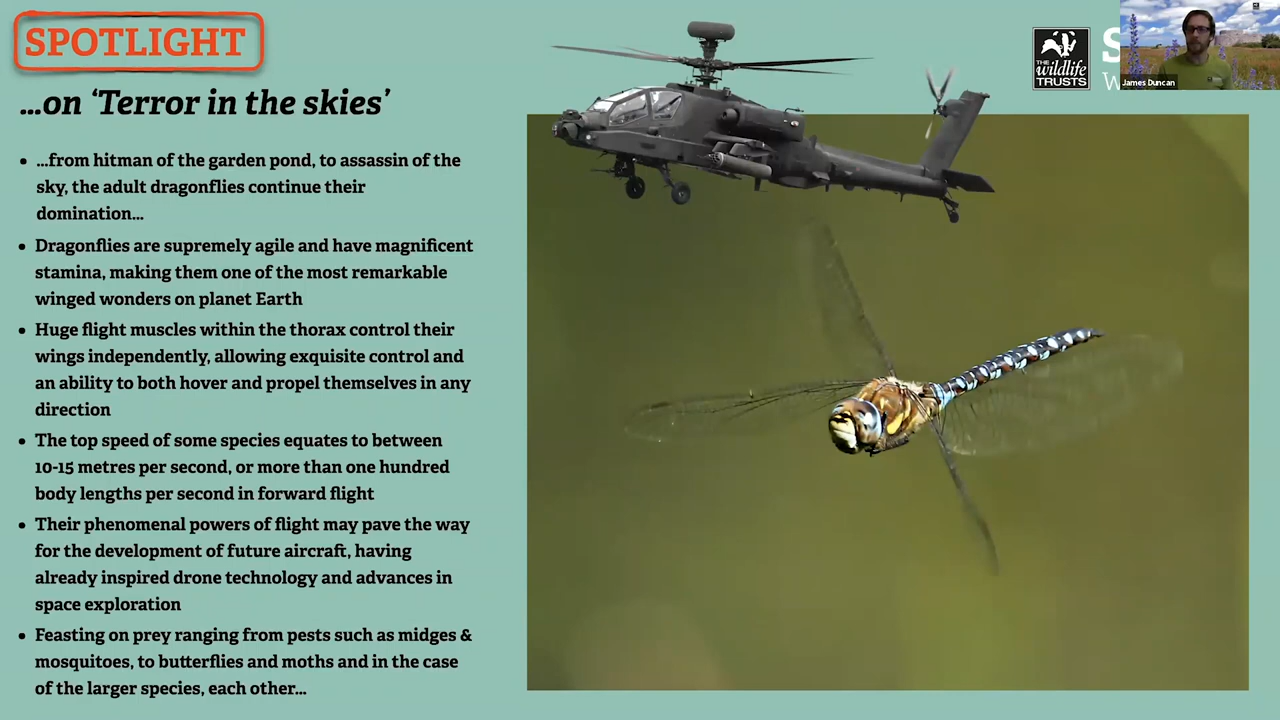 SPOTLIGHT
...on ‘Terror in the skies’
• ...from hitman of the garden pond, to assassin of the
sky, the adult dragonflies continue their
domination...
• Dragonflies are supremely agile and have magnificent
stamina, making them one of the most remarkable
winged wonders on planet Earth
• Huge flight muscles within the thorax control their
wings independently, allowing exquisite control and
an ability to both hover and propel themselves in any
direction
• The top speed of some species equates to between
10-15 metres per second, or more than one hundred
body lengths per second in forward flight
• Their phenomenal powers of flight may pave the way
for the development of future aircraft, having
already inspired drone technology and advances in
space exploration
• Feasting on prey ranging from pests such as midges &
mosquitoes, to butterflies and moths and in the case
of the larger species, each other...
THE
wildlife
TRUSTS
James Duncan